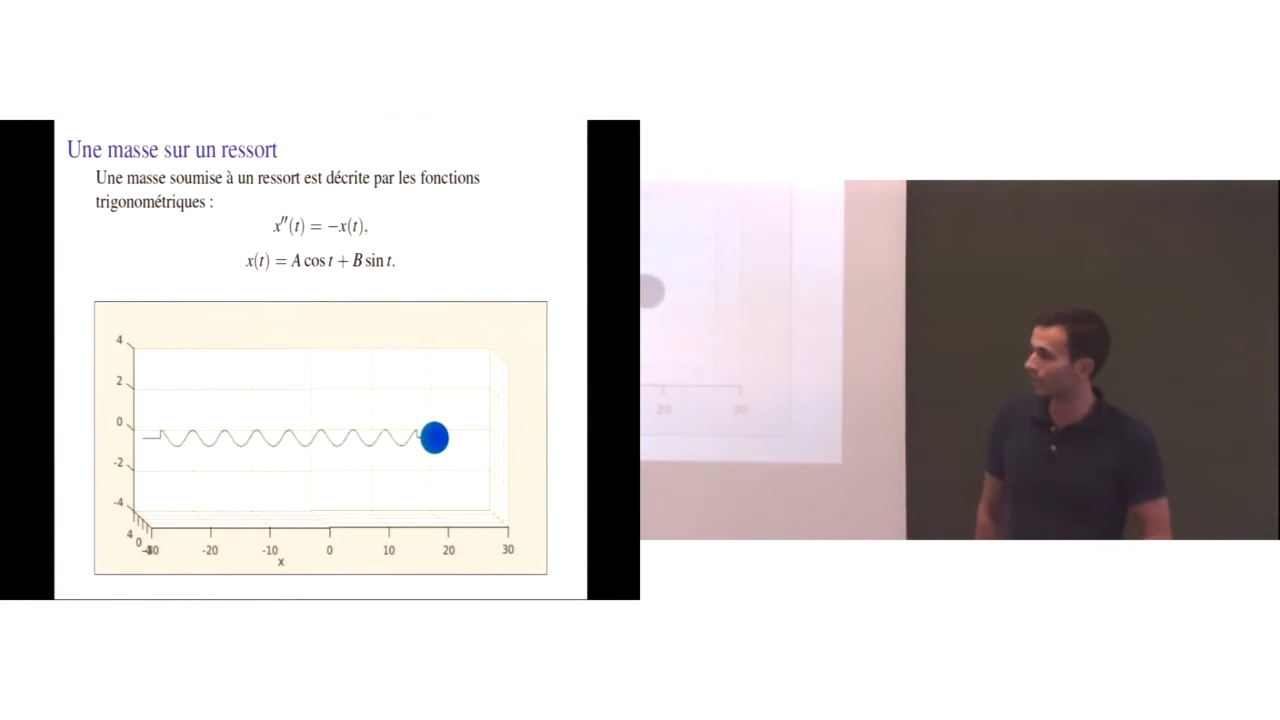 Une masse sur un ressort
Une masse soumise à un ressort est décrite par les fonctions
trigonométriques :
x″(t) = −x(t),
x(t) = A cos t + B sin t.
4
2
0
-2
-4
4
0
-20
-10
0
10
20
30
x
20